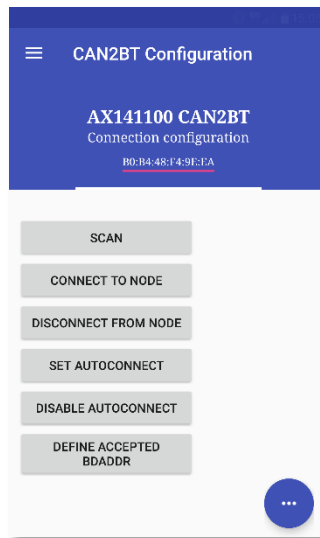 CAN2BT Configuration
AX141100 CAN2BT
Connection configuration
B0:B4:48:F4:9E:EA
SCAN
CONNECT TO NODE
DISCONNECT FROM NODE
SET AUTOCONNECT
DISABLE AUTOCONNECT
DEFINE ACCEPTED
BDADDR